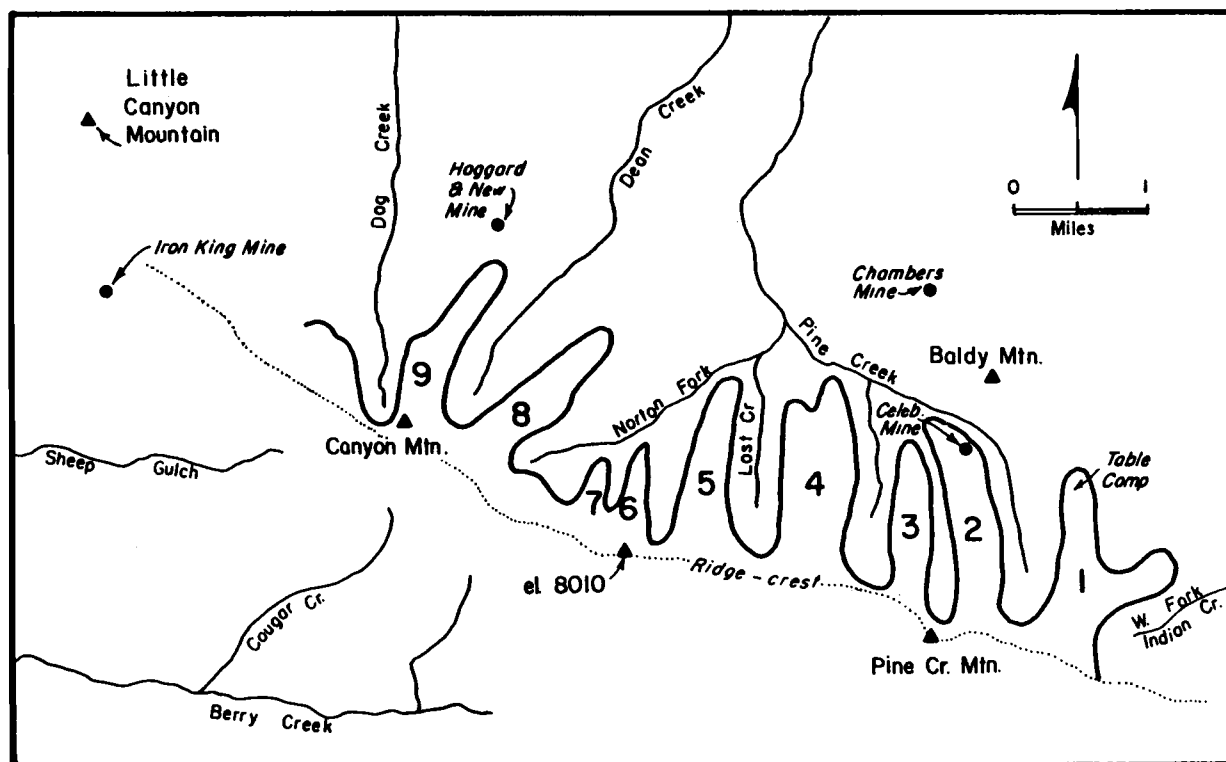 Little
Canyon
Mountain
Dog Creek
Hoggard
& New
Mine
Dean Creek
0 1
Miles
Iron King Mine
Chambers
Mine
Pine Creek
Baldy Mtn.
Norton Fork
Lost Cr
Celeb.
Mine
Table
Camp
9
8
7
6
5
4
3
2
1
Canyon Mtn.
Sheep Gulch
el. 8010
Ridge-crest
W. Fork
Indian Cr.
Cougar Cr.
Pine Cr. Mtn.
Berry Creek